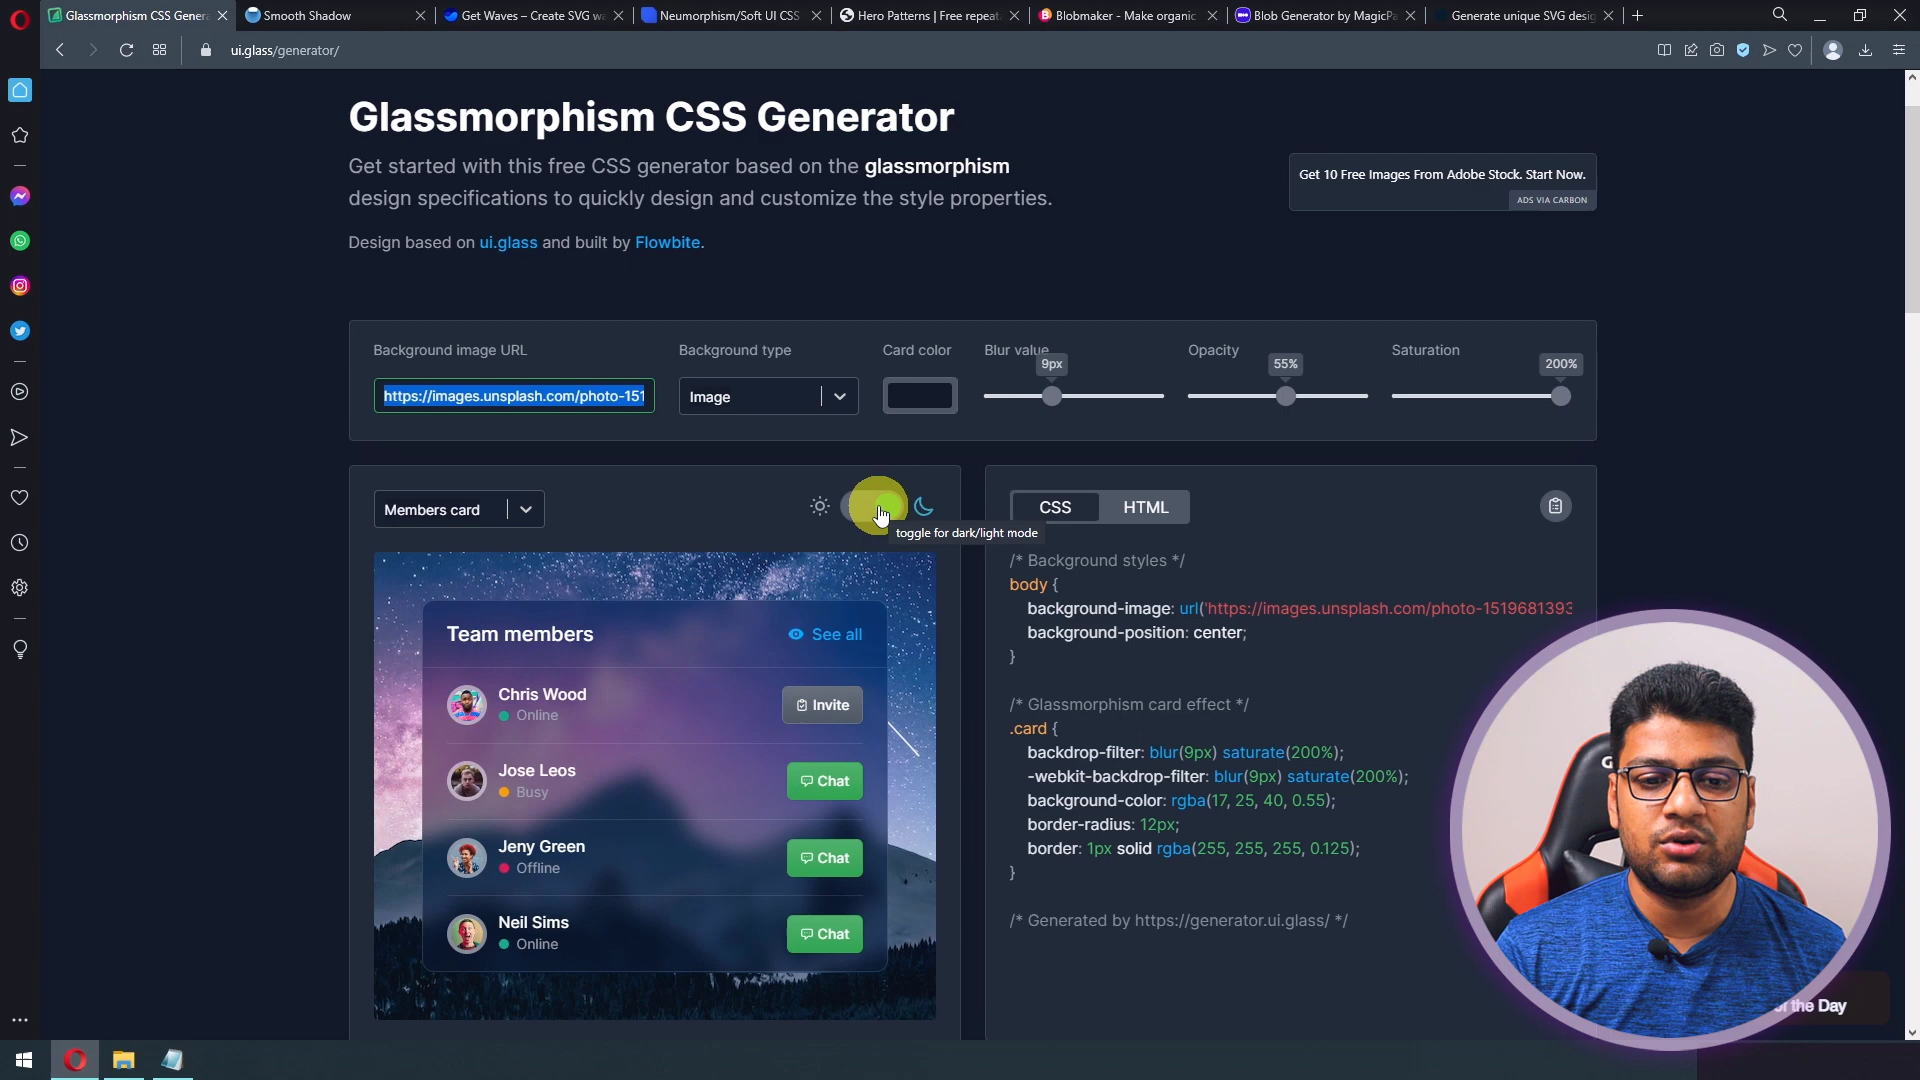 Glassmorphism CSS Genera
Smooth Shadow
Get Waves – Create SVG wa
Neumorphism/Soft UI CSS
Hero Patterns | Free repeat
Blobmaker - Make organic
Blob Generator by MagicPa
Generate unique SVG desig
ui.glass/generator/
Glassmorphism CSS Generator
Get started with this free CSS generator based on the glassmorphism
design specifications to quickly design and customize the style properties.
Get 10 Free Images From Adobe Stock. Start Now.
ADS VIA CARBON
Design based on ui.glass and built by Flowbite.
Background image URL
Background type
Card color
Blur value
Opacity
Saturation
9px
55%
200%
https://images.unsplash.com/photo-151
Image
Members card
toggle for dark/light mode
CSS
HTML
Team members
See all
Chris Wood
Online
Invite
Jose Leos
Busy
Chat
Jeny Green
Offline
Chat
Neil Sims
Online
Chat
/* Background styles */
body {
background-image: url('https://images.unsplash.com/photo-1519681393
background-position: center;
}
/* Glassmorphism card effect */
.card {
backdrop-filter: blur(9px) saturate(200%);
-webkit-backdrop-filter: blur(9px) saturate(200%);
background-color: rgba(17, 25, 40, 0.55);
border-radius: 12px;
border: 1px solid rgba(255, 255, 255, 0.125);
}
/* Generated by https://generator.ui.glass/ */
the Day